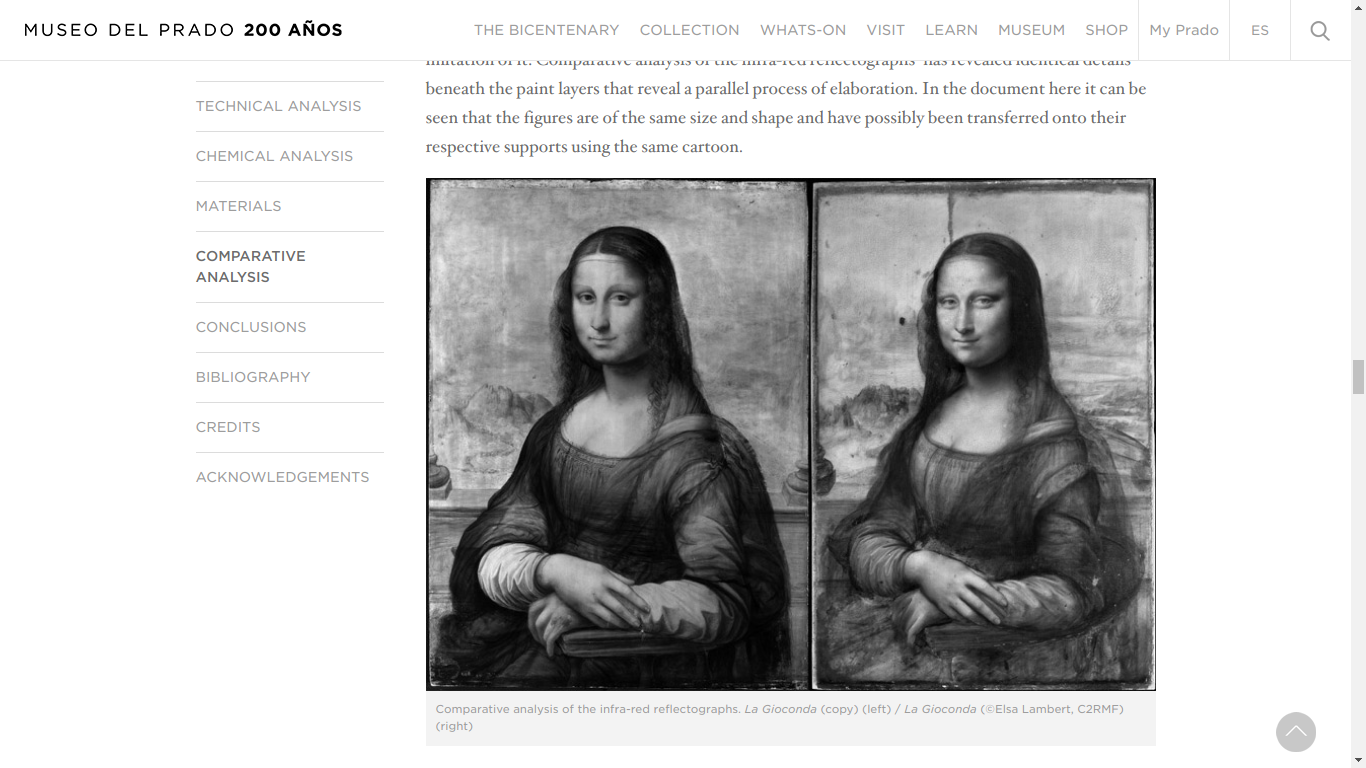 MUSEO DEL PRADO 200 AÑOS
THE BICENTENARY COLLECTION WHATS-ON VISIT LEARN MUSEUM SHOP My Prado ES
TECHNICAL ANALYSIS
CHEMICAL ANALYSIS
MATERIALS
COMPARATIVE
ANALYSIS
CONCLUSIONS
BIBLIOGRAPHY
CREDITS
ACKNOWLEDGEMENTS
imitation of it. Comparative analysis of the infra-red reflectographs has revealed identical details
beneath the paint layers that reveal a parallel process of elaboration. In the document here it can be
seen that the figures are of the same size and shape and have possibly been transferred onto their
respective supports using the same cartoon.
Comparative analysis of the infra-red reflectographs. La Gioconda (copy) (left) / La Gioconda (©Elsa Lambert, C2RMF)
(right)